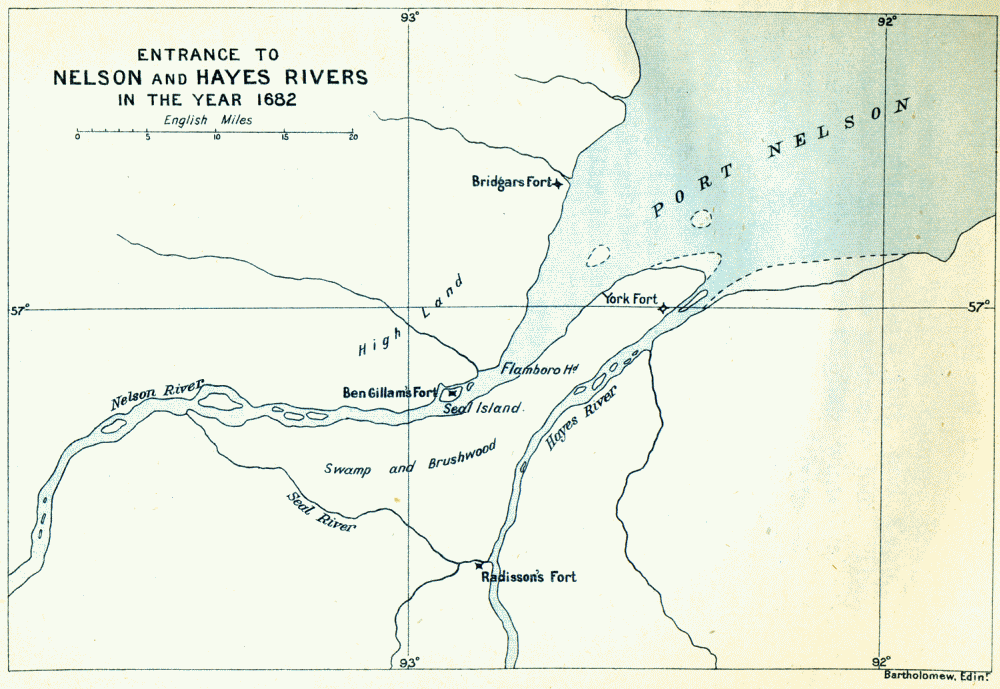 93°
92°
ENTRANCE TO
NELSON AND HAYES RIVERS
IN THE YEAR 1682
English Miles
0 5 10 15 20
PORT NELSON
Bridgars Fort
High Land
York Fort
57°
57°
Flamboro Hd
Nelson River
Ben Gillam's Fort
Seal Island.
Hayes River
Swamp and Brushwood
Seal River
Radisson's Fort
93°
92°
Bartholomew, Edinr.